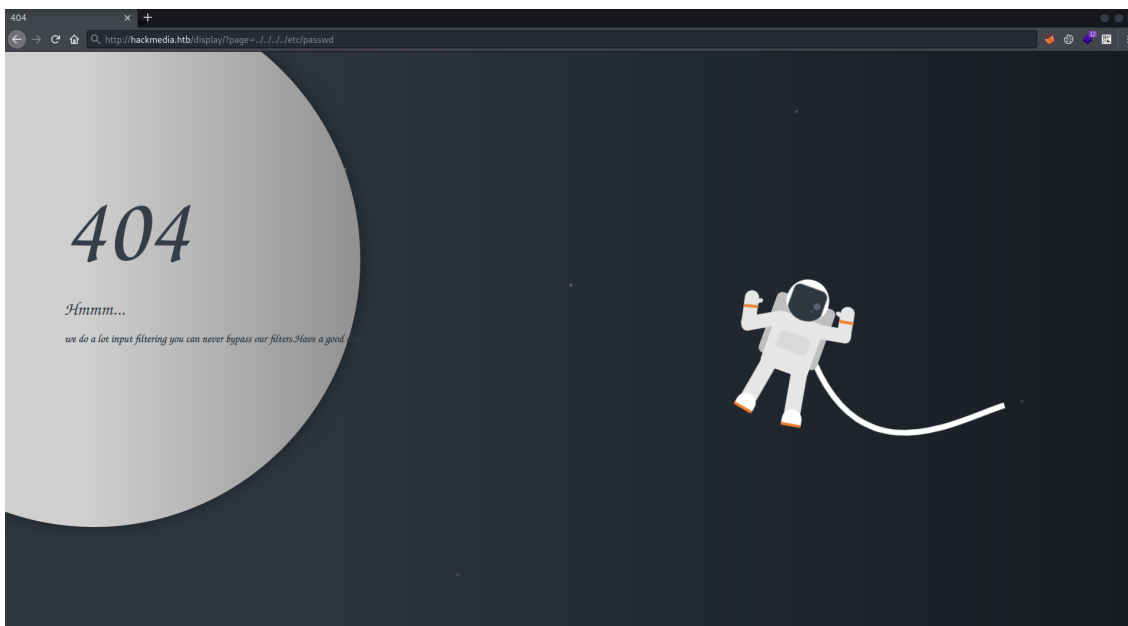 404
http://hackmedia.htb/display/?page=../../../../etc/passwd
33
404
Hmmm...
we do a lot input filtering you can never bypass our filters.Have a good